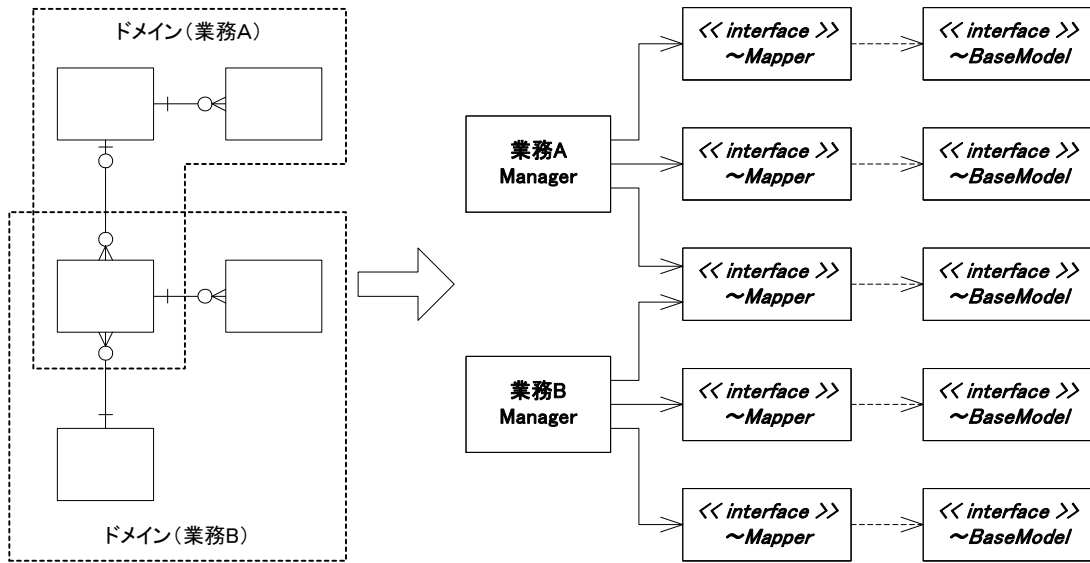 ドメイン（業務A）
ドメイン（業務B）
業務A
Manager
業務B
Manager
<< interface >>
～Mapper
<< interface >>
～BaseModel
<< interface >>
～Mapper
<< interface >>
～BaseModel
<< interface >>
～Mapper
<< interface >>
～BaseModel
<< interface >>
～Mapper
<< interface >>
～BaseModel
<< interface >>
～Mapper
<< interface >>
～BaseModel